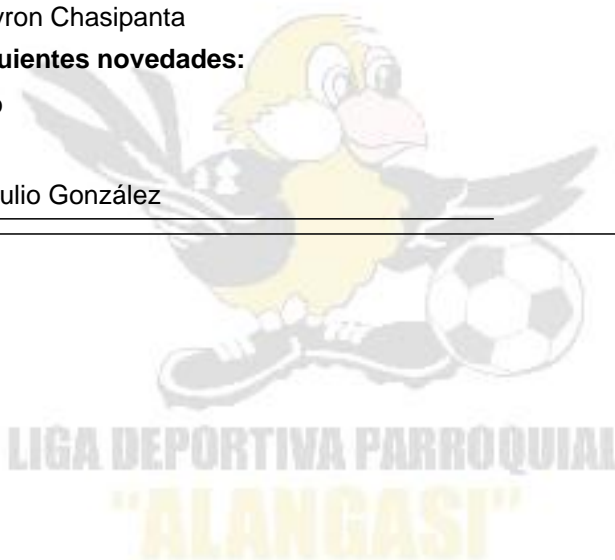 yron Chasipanta
uientes novedades:
o
ulio González
LIGA DEPORTIVA PARROQUIAL
"ALANGASI"